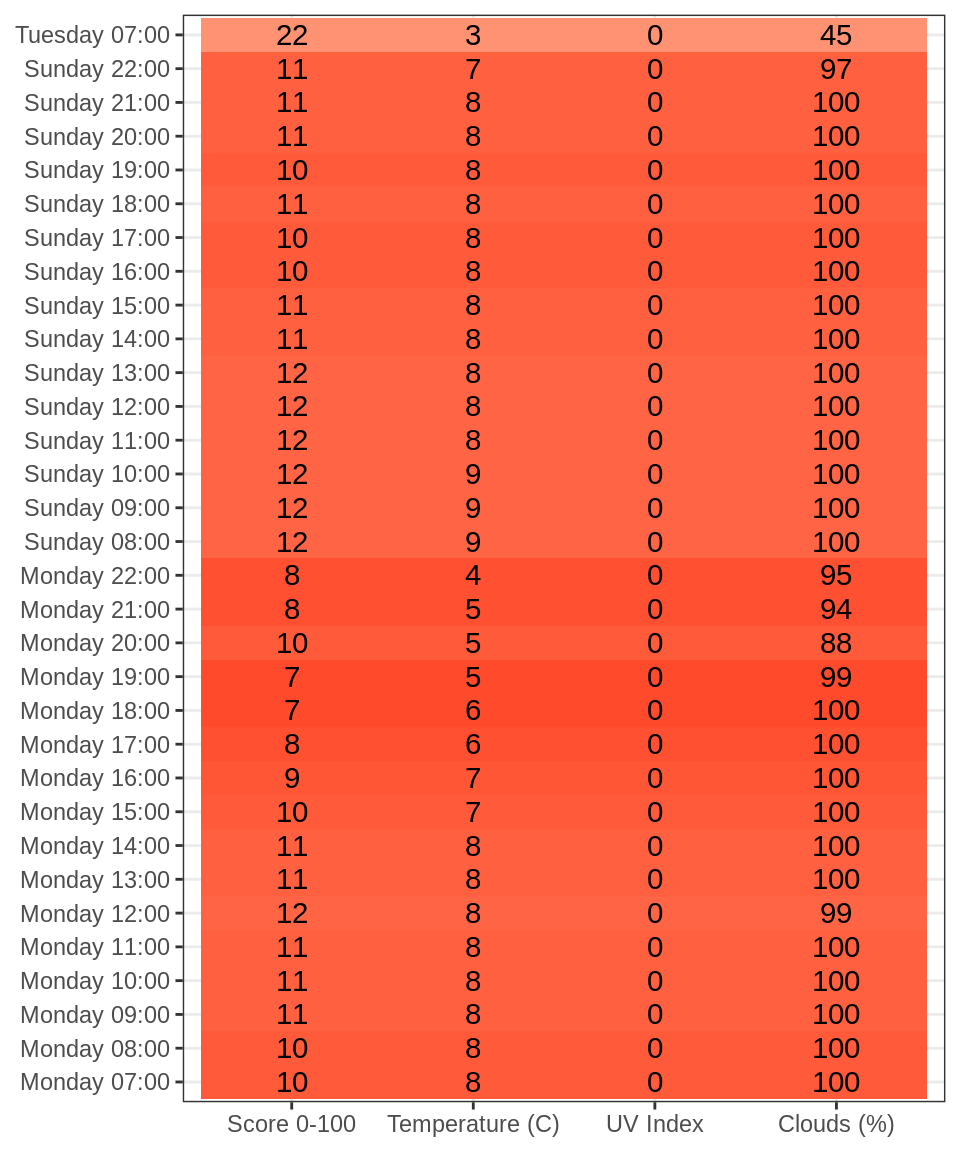 Tuesday 07:00 22 3 0 45
Sunday 22:00 11 7 0 97
Sunday 21:00 11 8 0 100
Sunday 20:00 11 8 0 100
Sunday 19:00 10 8 0 100
Sunday 18:00 11 8 0 100
Sunday 17:00 10 8 0 100
Sunday 16:00 10 8 0 100
Sunday 15:00 11 8 0 100
Sunday 14:00 11 8 0 100
Sunday 13:00 12 8 0 100
Sunday 12:00 12 8 0 100
Sunday 11:00 12 8 0 100
Sunday 10:00 12 9 0 100
Sunday 09:00 12 9 0 100
Sunday 08:00 12 9 0 100
Monday 22:00 8 4 0 95
Monday 21:00 8 5 0 94
Monday 20:00 10 5 0 88
Monday 19:00 7 5 0 99
Monday 18:00 7 6 0 100
Monday 17:00 8 6 0 100
Monday 16:00 9 7 0 100
Monday 15:00 10 7 0 100
Monday 14:00 11 8 0 100
Monday 13:00 11 8 0 100
Monday 12:00 12 8 0 99
Monday 11:00 11 8 0 100
Monday 10:00 11 8 0 100
Monday 09:00 11 8 0 100
Monday 08:00 10 8 0 100
Monday 07:00 10 8 0 100
Score 0-100 Temperature (C) UV Index Clouds (%)